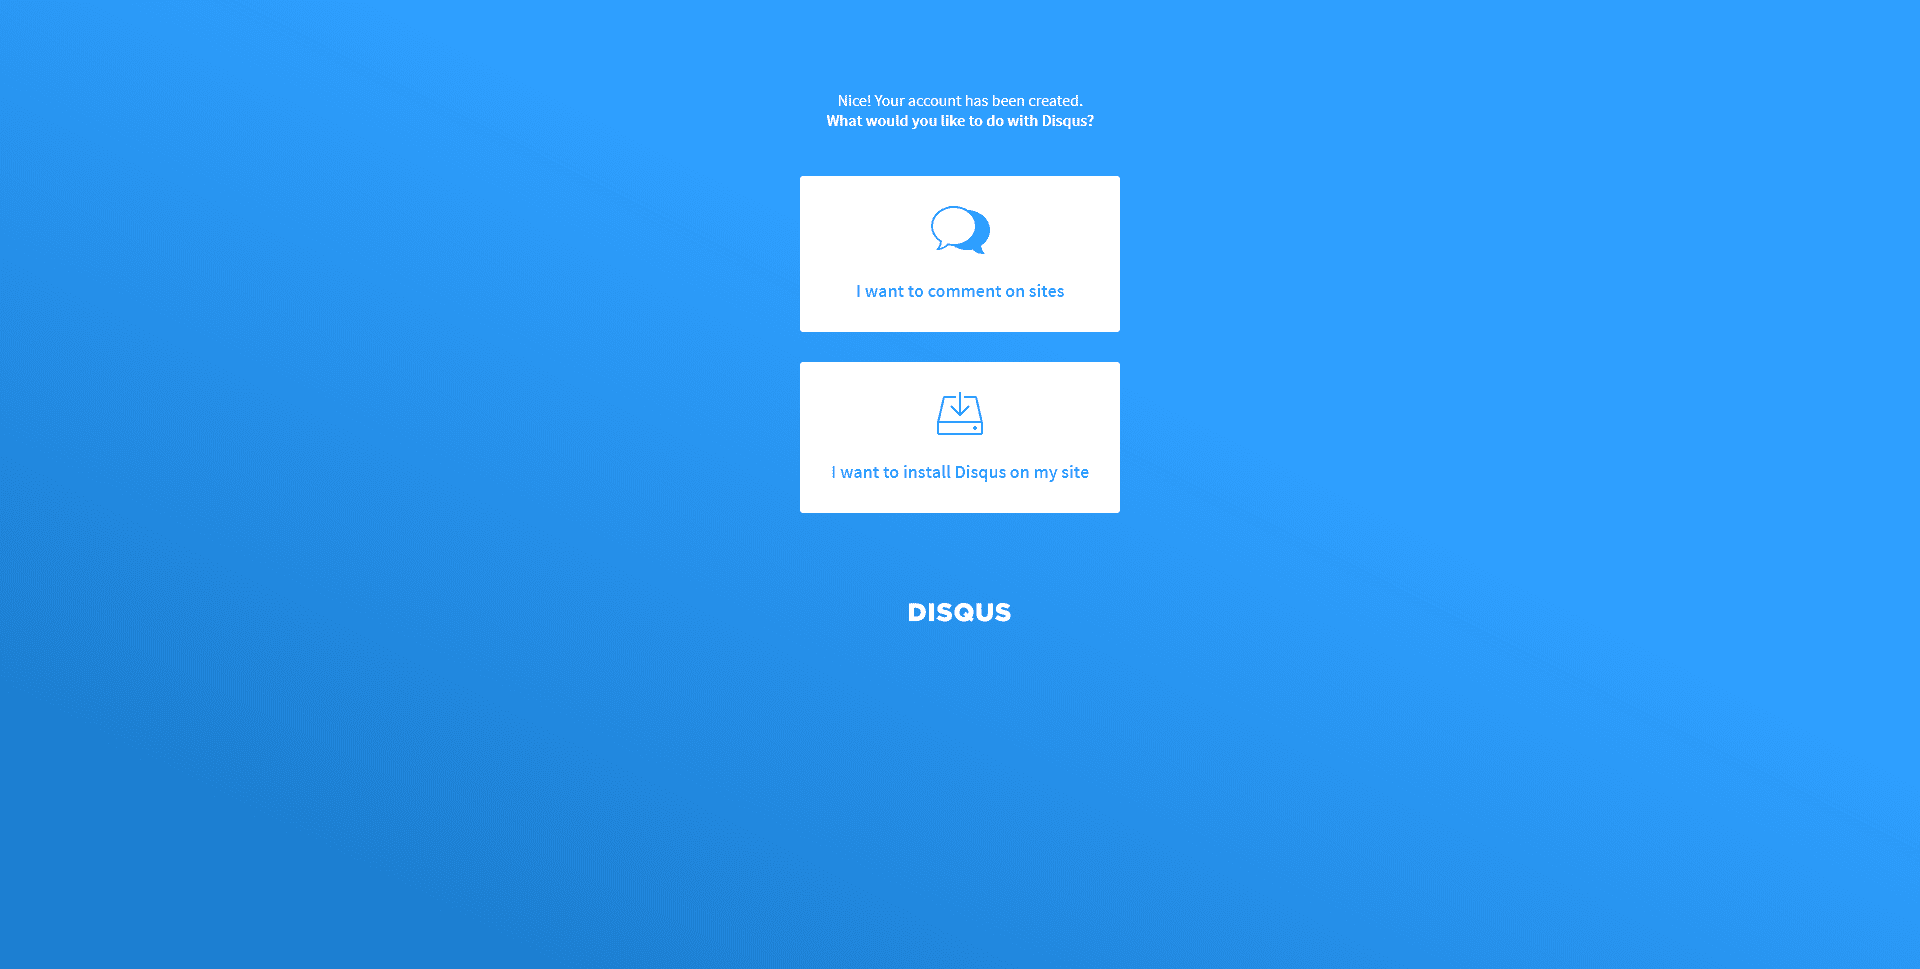 Nice! Your account has been created.
What would you like to do with Disqus?
I want to comment on sites
I want to install Disqus on my site
DISQUS